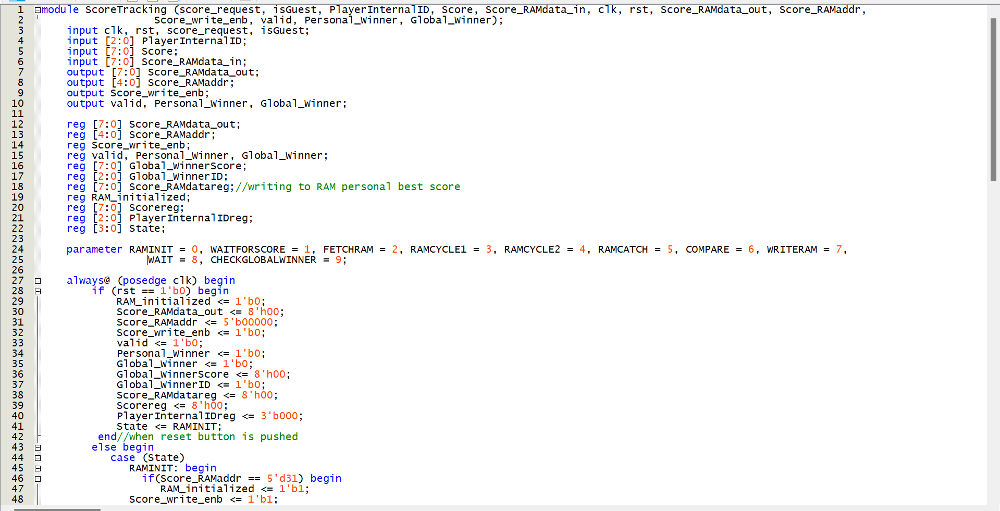 1 module ScoreTracking (score_request, isGuest, PlayerInternalID, Score, Score_RAMdata_in, clk, rst, Score_RAMdata_out, Score_RAMaddr,
2 Score_write_enb, valid, Personal_Winner, Global_Winner);
3 input clk, rst, score_request, isGuest;
4 input [2:0] PlayerInternalID;
5 input [7:0] Score;
6 input [7:0] Score_RAMdata_in;
7 output [7:0] Score_RAMdata_out;
8 output [4:0] Score_RAMaddr;
9 output Score_write_enb;
10 output valid, Personal_Winner, Global_Winner;
11
12 reg [7:0] Score_RAMdata_out;
13 reg [4:0] Score_RAMaddr;
14 reg Score_write_enb;
15 reg valid, Personal_Winner, Global_Winner;
16 reg [7:0] Global_WinnerScore;
17 reg [2:0] Global_WinnerID;
18 reg [7:0] Score_RAMdatareg;//writing to RAM personal best score
19 reg RAM_initialized;
20 reg [7:0] Scorereg;
21 reg [2:0] PlayerInternalIDreg;
22 reg [3:0] State;
23
24 parameter RAMINIT = 0, WAITFORSCORE = 1, FETCHRAM = 2, RAMCYCLE1 = 3, RAMCYCLE2 = 4, RAMCATCH = 5, COMPARE = 6, WRITERAM = 7,
25 WAIT = 8, CHECKGLOBALWINNER = 9;
26
27 always@ (posedge clk) begin
28 if (rst == 1'b0) begin
29 RAM_initialized <= 1'b0;
30 Score_RAMdata_out <= 8'h00;
31 Score_RAMaddr <= 5'b00000;
32 Score_write_enb <= 1'b0;
33 valid <= 1'b0;
34 Personal_Winner <= 1'b0;
35 Global_Winner <= 1'b0;
36 Global_WinnerScore <= 8'h00;
37 Global_WinnerID <= 1'b0;
38 Score_RAMdatareg <= 8'h00;
39 Scorereg <= 8'h00;
40 PlayerInternalIDreg <= 3'b000;
41 State <= RAMINIT;
42 end//when reset button is pushed
43 else begin
44 case (State)
45 RAMINIT: begin
46 if(Score_RAMaddr == 5'd31) begin
47 RAM_initialized <= 1'b1;
48 Score_write_enb <= 1'b1;